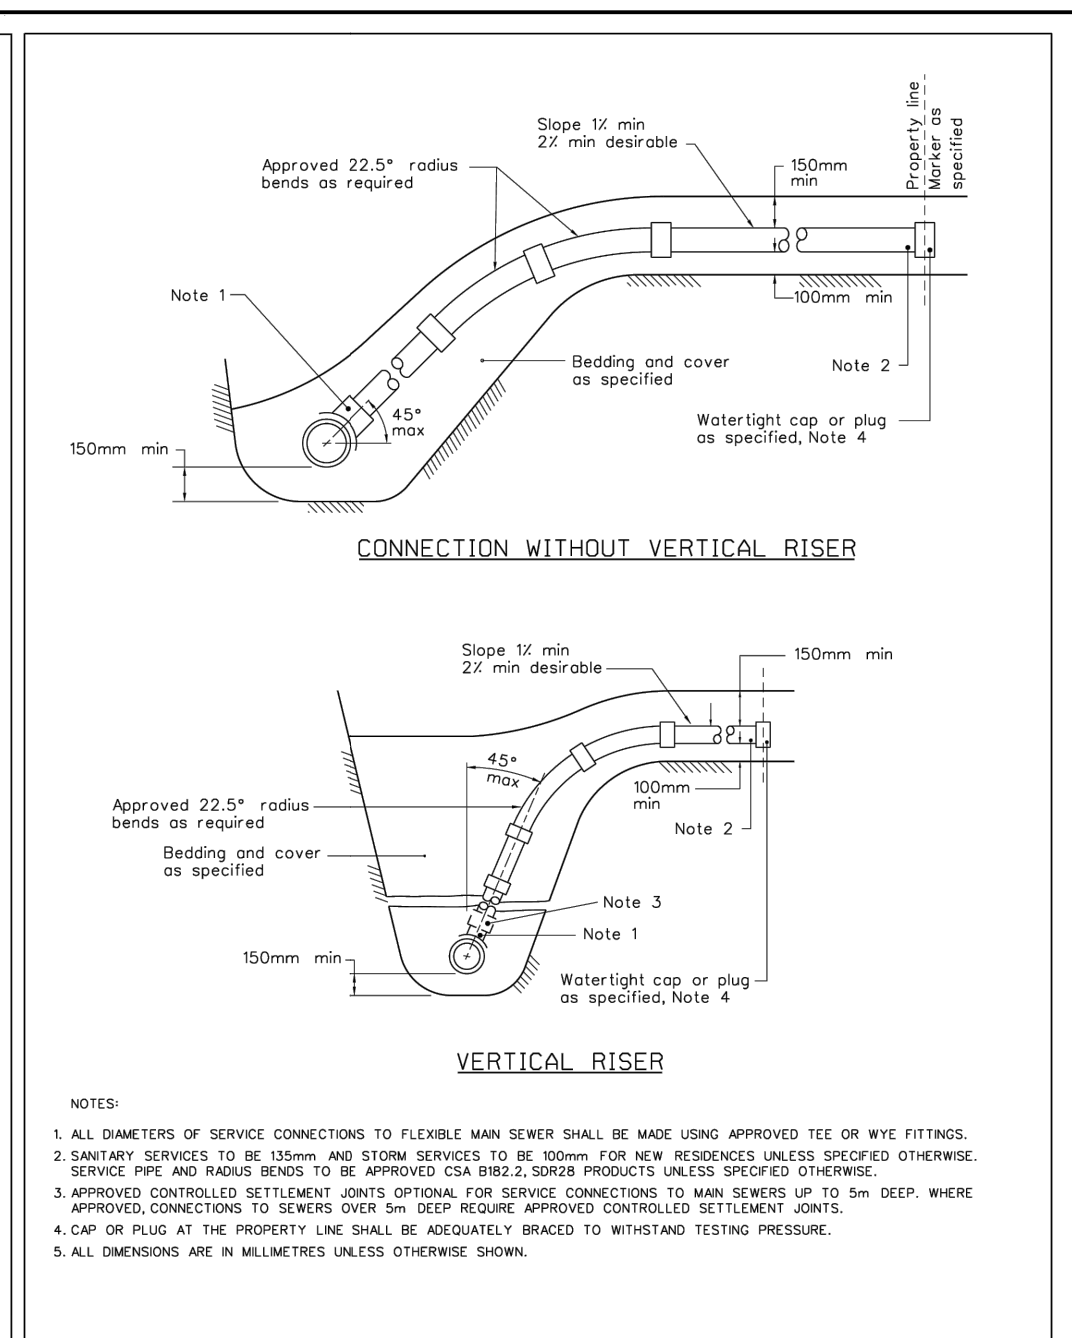 Property line
Marker as
specified
Slope 1% min
2% min desirable
150mm
min
Approved 22.5° radius
bends as required
Note 1
100mm min
Bedding and cover
as specified
Note 2
45°
max
Watertight cap or plug
as specified, Note 4
150mm min
CONNECTION WITHOUT VERTICAL RISER
Slope 1% min
2% min desirable
150mm min
45°
max
100mm
min
Approved 22.5° radius
bends as required
Note 2
Bedding and cover
as specified
Note 3
Note 1
150mm min
Watertight cap or plug
as specified, Note 4
VERTICAL RISER
NOTES:
1. ALL DIAMETERS OF SERVICE CONNECTIONS TO FLEXIBLE MAIN SEWER SHALL BE MADE USING APPROVED TEE OR WYE FITTINGS.
2. SANITARY SERVICES TO BE 135mm AND STORM SERVICES TO BE 100mm FOR NEW RESIDENCES UNLESS SPECIFIED OTHERWISE.
SERVICE PIPE AND RADIUS BENDS TO BE APPROVED CSA B182.2, SDR28 PRODUCTS UNLESS SPECIFIED OTHERWISE.
3. APPROVED CONTROLLED SETTLEMENT JOINTS OPTIONAL FOR SERVICE CONNECTIONS TO MAIN SEWERS UP TO 5m DEEP. WHERE
APPROVED, CONNECTIONS TO SEWERS OVER 5m DEEP REQUIRE APPROVED CONTROLLED SETTLEMENT JOINTS.
4. CAP OR PLUG AT THE PROPERTY LINE SHALL BE ADEQUATELY BRACED TO WITHSTAND TESTING PRESSURE.
5. ALL DIMENSIONS ARE IN MILLIMETRES UNLESS OTHERWISE SHOWN.